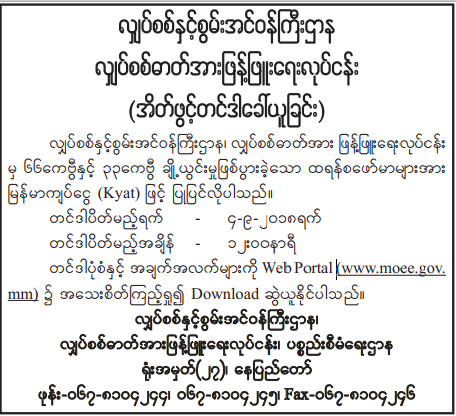 လျှပ်စစ်နှင့်စွမ်းအင်ဝန်ကြီးဌာန
လျှပ်စစ်ဓာတ်အားဖြန့်ဖြူးရေးလုပ်ငန်း
(အိတ်ဖွင့်တင်ဒါခေါ်ယူခြင်း)
လျှပ်စစ်နှင့်စွမ်းအင်ဝန်ကြီးဌာန၊ လျှပ်စစ်ဓာတ်အား ဖြန့်ဖြူးရေးလုပ်ငန်း
မှ ၆၆ကေဗွီနှင့် ၃၃ကေဗွီ ချို့ယွင်းမှုဖြစ်ပွားခဲ့သော ထရန်စဖော်မာများအား
မြန်မာကျပ်ငွေ (Kyat) ဖြင့် ပြုပြင်လိုပါသည်။
တင်ဒါပိတ်မည့်ရက် - ၄-၉-၂၀၁၈ရက်
တင်ဒါပိတ်မည့်အချိန် - ၁၂း၀၀နာရီ
တင်ဒါပုံစံနှင့် အချက်အလက်များကို Web Portal (www.moee.gov.
mm) ၌ အသေးစိတ်ကြည့်ရှု၍ Download ဆွဲယူနိုင်ပါသည်။
လျှပ်စစ်နှင့်စွမ်းအင်ဝန်ကြီးဌာန၊
လျှပ်စစ်ဓာတ်အားဖြန့်ဖြူးရေးလုပ်ငန်း၊ ပစ္စည်းစီမံရေးဌာန
ရုံးအမှတ်(၂၇)၊ နေပြည်တော်
ဖုန်း-၀၆၇-၈၁၀၄၂၄၄၊ ၀၆၇-၈၁၀၄၂၄၅၊ Fax-၀၆၇-၈၁၀၄၂၄၆